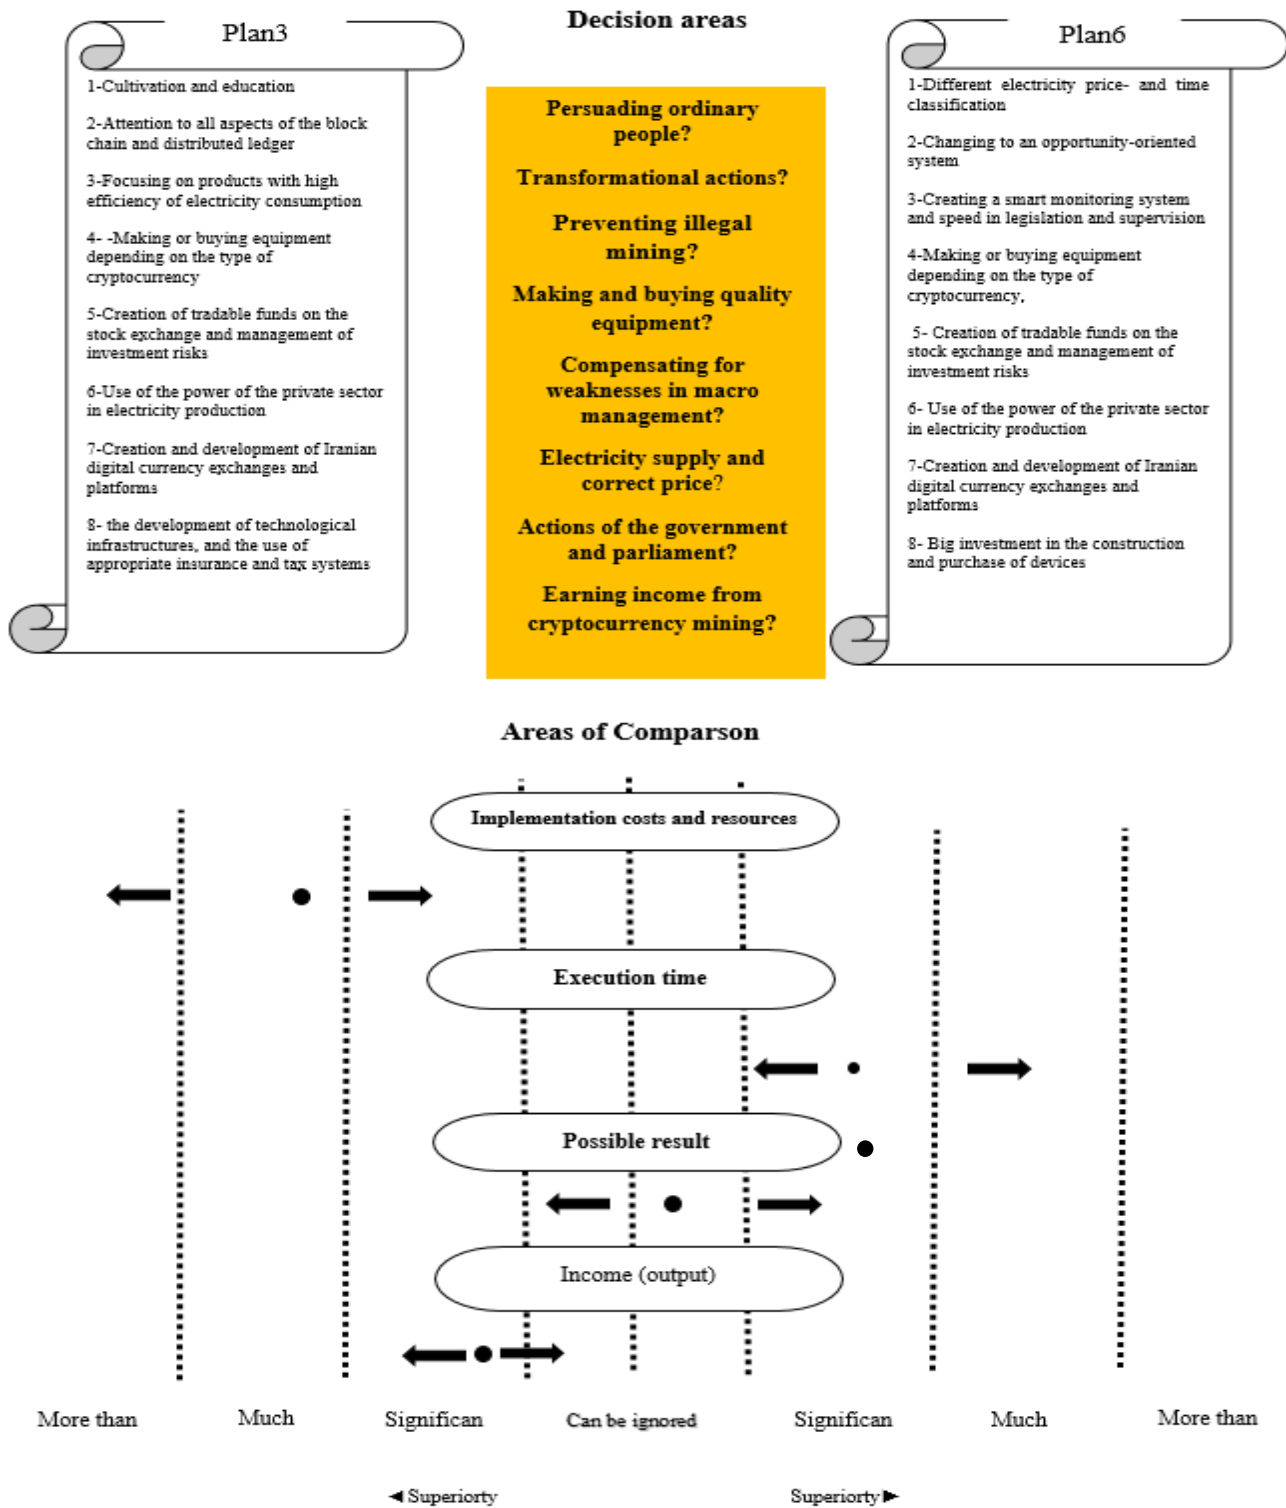 Plan3
1-Cultivation and education
2-Attention to all aspects of the block
chain and distributed ledger
3-Focusing on products with high
efficiency of electricity consumption
4- -Making or buying equipment
depending on the type of
cryptocurrency
5-Creation of tradable funds on the
stock exchange and management of
investment risks
6-Use of the power of the private sector
in electricity production
7-Creation and development of Iranian
digital currency exchanges and
platforms
8- the development of technological
infrastructures, and the use of
appropriate insurance and tax systems
Decision areas
Persuading ordinary
people?
Transformational actions?
Preventing illegal
mining?
Making and buying quality
equipment?
Compensating for
weaknesses in macro
management?
Electricity supply and
correct price?
Actions of the government
and parliament?
Earning income from
cryptocurrency mining?
Plan6
1-Different electricity price- and time
classification
2-Changing to an opportunity-oriented
system
3-Creating a smart monitoring system
and speed in legislation and supervision
4-Making or buying equipment
depending on the type of
cryptocurrency,
5- Creation of tradable funds on the
stock exchange and management of
investment risks
6- Use of the power of the private sector
in electricity production
7-Creation and development of Iranian
digital currency exchanges and
platforms
8- Big investment in the construction
and purchase of devices
Areas of Comparson
Implementation costs and resources
Execution time
Possible result
Income (output)
More than
Much
Significan
Can be ignored
Significan
Much
More than
Superiorty
Superiorty